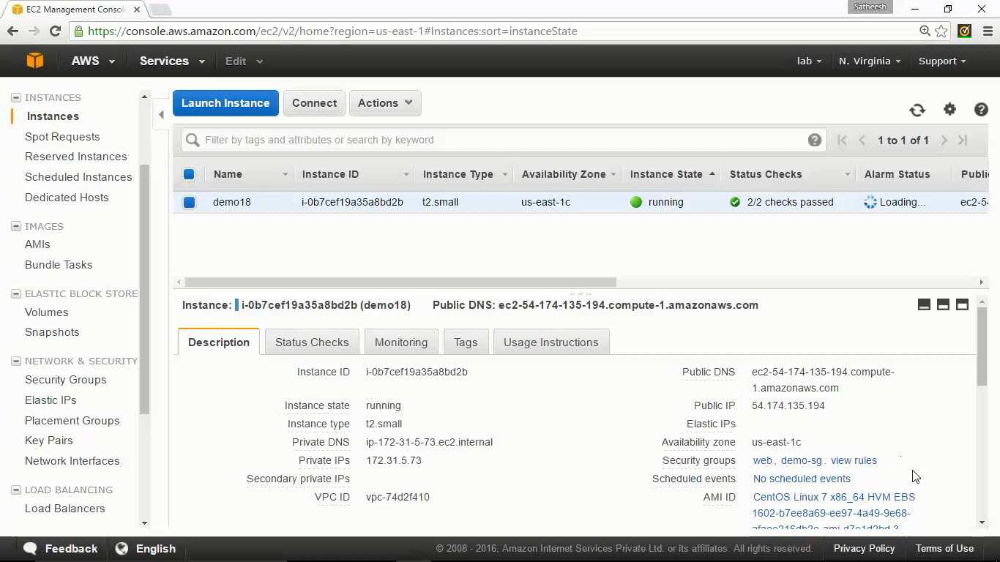 EC2 Management Conso
Satheesh
https://console.aws.amazon.com/ec2/v2/home?region=us-east-1#Instances:sort=instanceState
AWS Services Edit lab N. Virginia Support
INSTANCES
Instances
Spot Requests
Reserved Instances
Scheduled Instances
Dedicated Hosts
IMAGES
AMIs
Bundle Tasks
ELASTIC BLOCK STORE
Volumes
Snapshots
NETWORK & SECURITY
Security Groups
Elastic IPs
Placement Groups
Key Pairs
Network Interfaces
LOAD BALANCING
Load Balancers
Launch Instance Connect Actions
Filter by tags and attributes or search by keyword
1 to 1 of 1
Name Instance ID Instance Type Availability Zone Instance State Status Checks Alarm Status Public
demo18 i-0b7cef19a35a8bd2b t2.small us-east-1c running 2/2 checks passed Loading... ec2-54
Instance: i-0b7cef19a35a8bd2b (demo18) Public DNS: ec2-54-174-135-194.compute-1.amazonaws.com
Description Status Checks Monitoring Tags Usage Instructions
Instance ID i-0b7cef19a35a8bd2b
Instance state running
Instance type t2.small
Private DNS ip-172-31-5-73.ec2.internal
Private IPs 172.31.5.73
Secondary private IPs
VPC ID vpc-74d2f410
Public DNS ec2-54-174-135-194.compute-
1.amazonaws.com
Public IP 54.174.135.194
Elastic IPs
Availability zone us-east-1c
Security groups web, demo-sg. view rules
Scheduled events No scheduled events
AMI ID CentOS Linux 7 x86_64 HVM EBS
1602-b7ee8a69-ee97-4a49-9e68-
Feedback English © 2008 - 2016, Amazon Internet Services Private Ltd. or its affiliates. All rights reserved. Privacy Policy Terms of Use